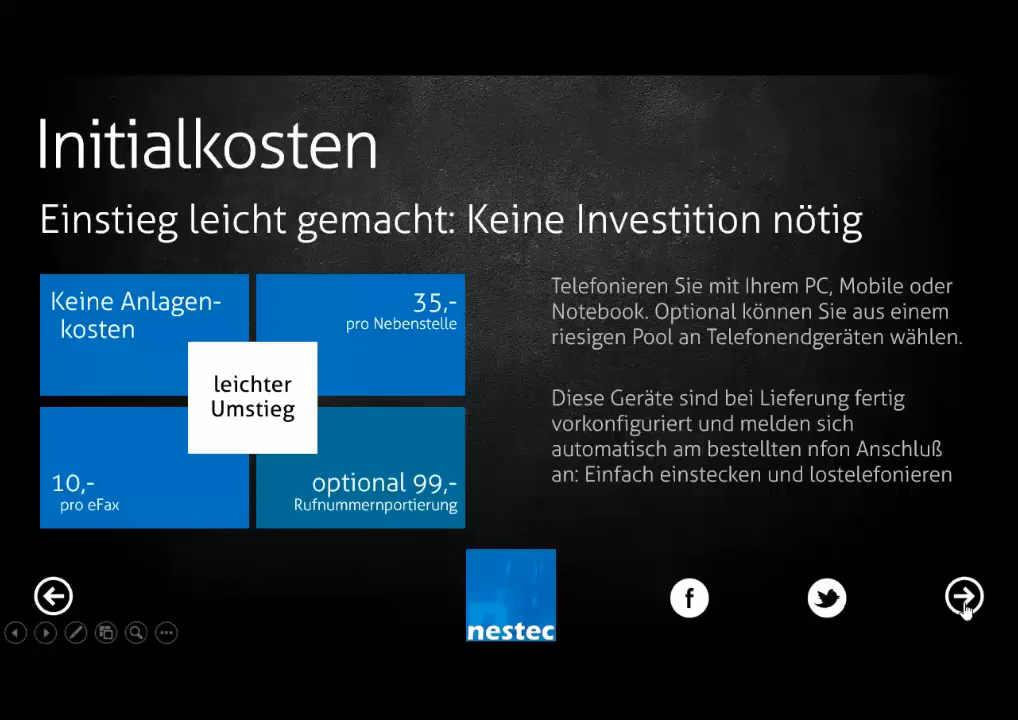 Initialkosten
Einstieg leicht gemacht: Keine Investition nötig
Keine Anlagen-
kosten
35,-
pro Nebenstelle
leichter
Umstieg
10,-
pro eFax
optional 99,-
Rufnummernportierung
Telefonieren Sie mit Ihrem PC, Mobile oder
Notebook. Optional können Sie aus einem
riesigen Pool an Telefonendgeräten wählen.
Diese Geräte sind bei Lieferung fertig
vorkonfiguriert und melden sich
automatisch am bestellten nfon Anschluß
an: Einfach einstecken und lostelefonieren
nestec
f